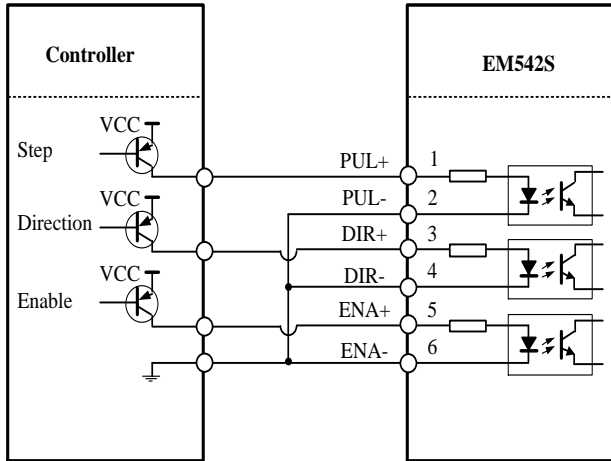 Controller
EM542S
VCC
Step
PUL+ 1
PUL- 2
VCC
Direction
DIR+ 3
DIR- 4
VCC
Enable
ENA+ 5
ENA- 6